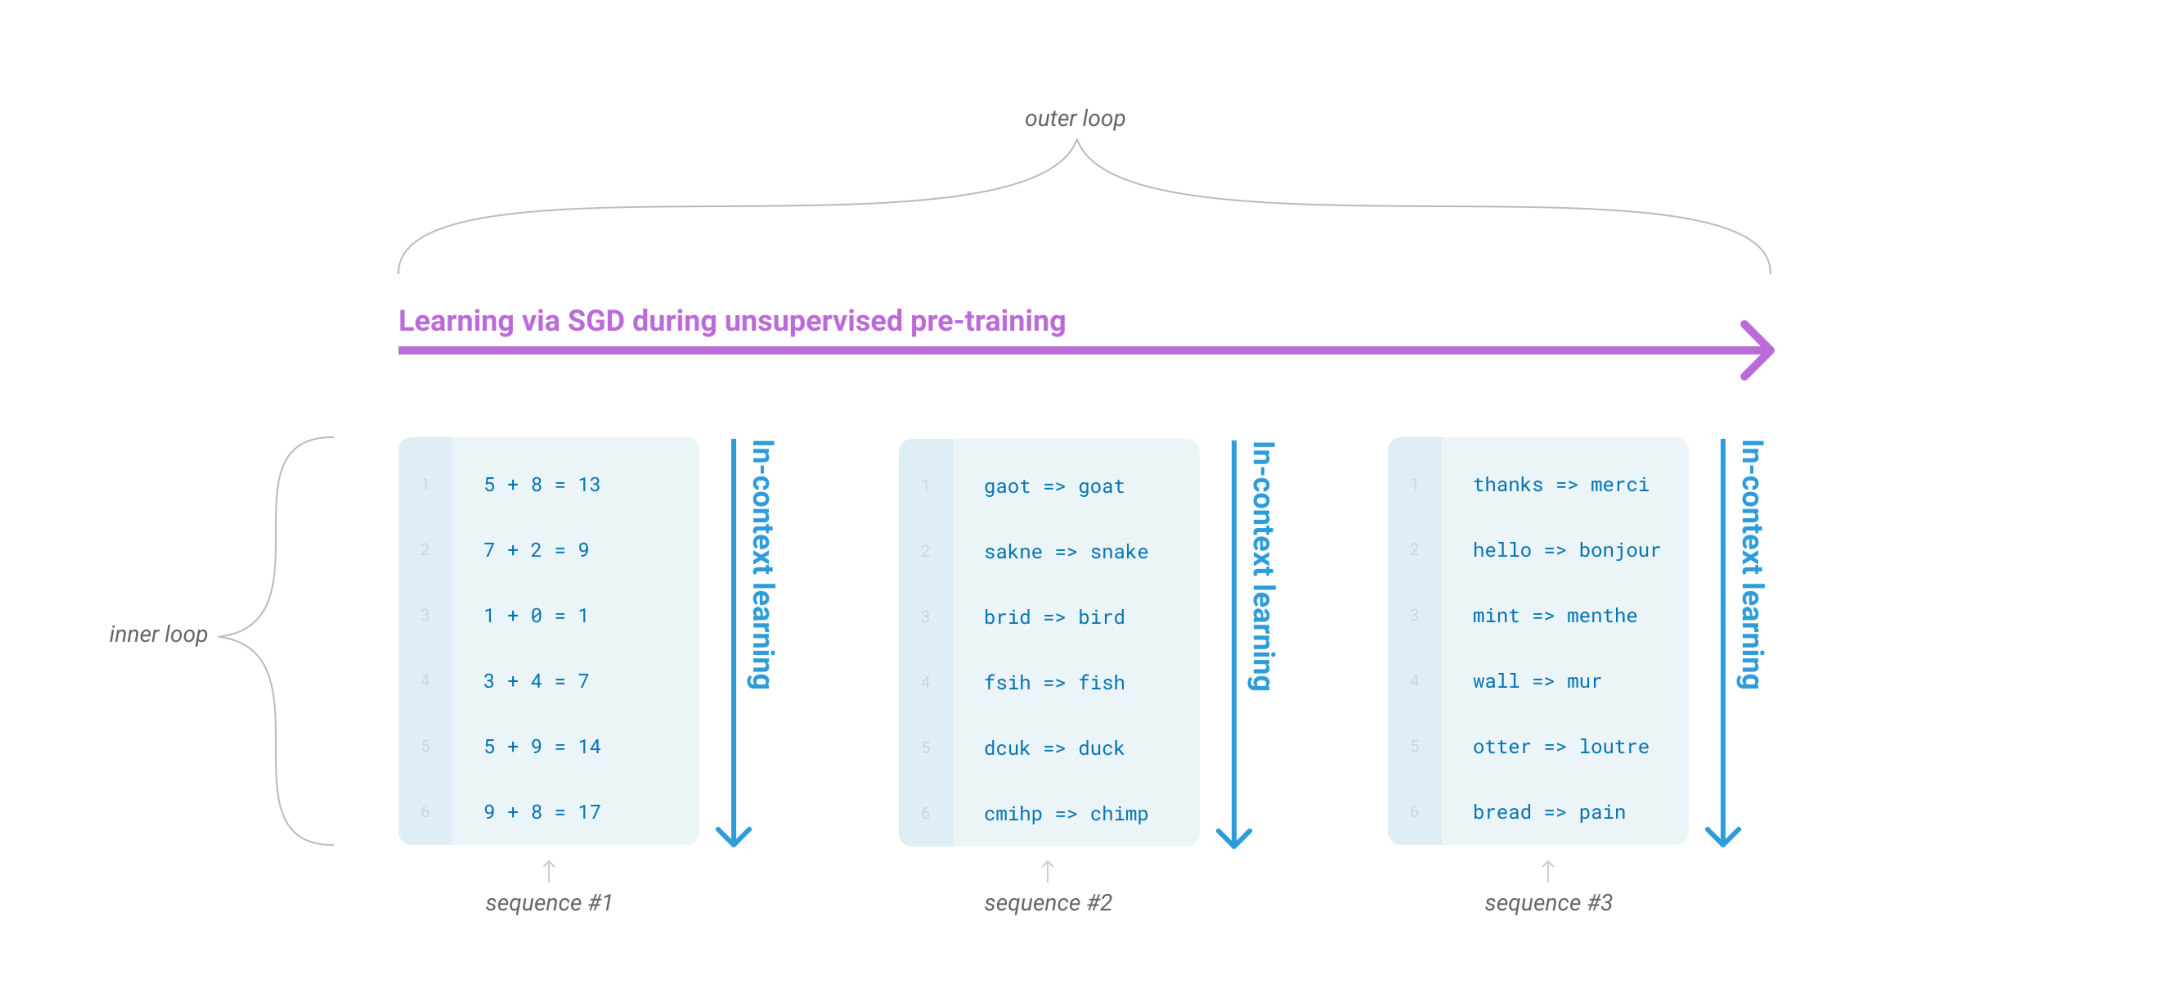 outer loop
Learning via SGD during unsupervised pre-training
inner loop
1 5 + 8 = 13
2 7 + 2 = 9
3 1 + 0 = 1
4 3 + 4 = 7
5 5 + 9 = 14
6 9 + 8 = 17
In-context learning
sequence #1
1 gaot => goat
2 sakne => snake
3 brid => bird
4 fsih => fish
5 dcuk => duck
6 cmihp => chimp
In-context learning
sequence #2
1 thanks => merci
2 hello => bonjour
3 mint => menthe
4 wall => mur
5 otter => loutre
6 bread => pain
In-context learning
sequence #3